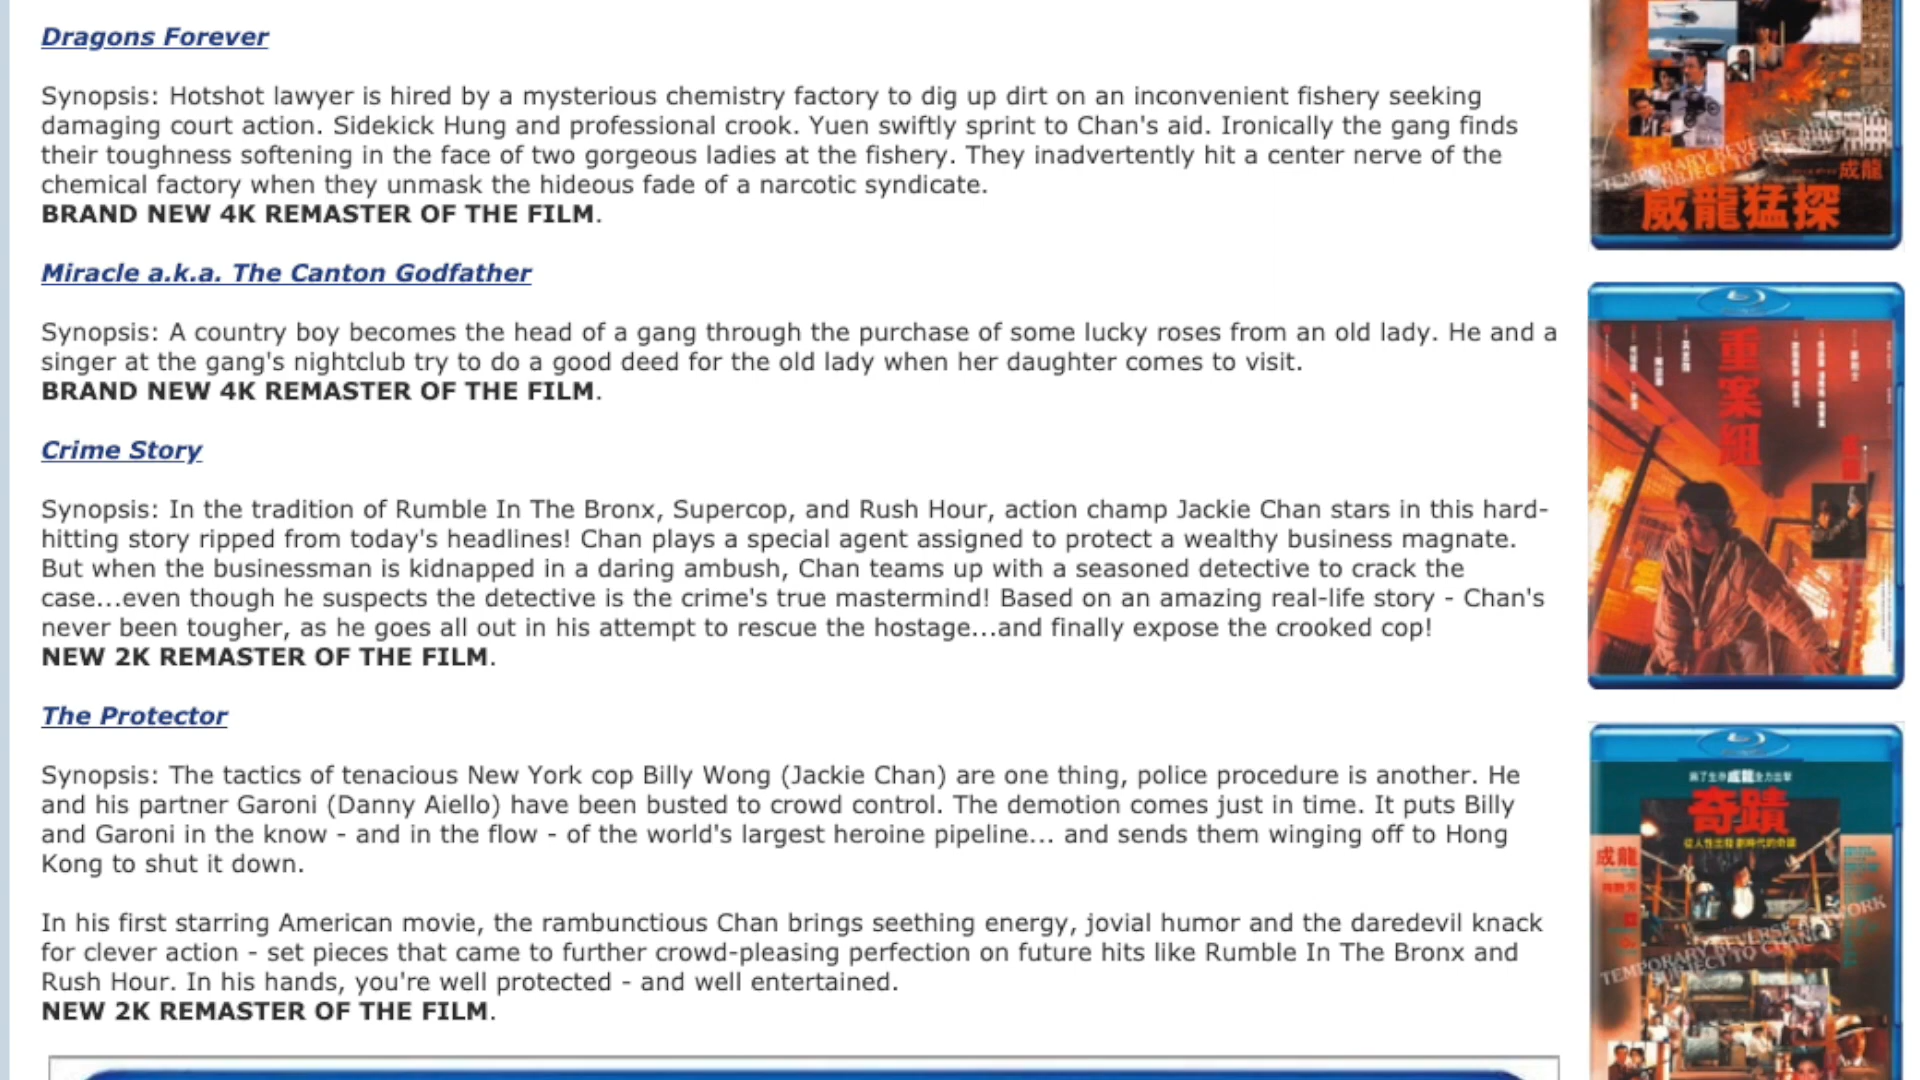 Dragons Forever
Synopsis: Hotshot lawyer is hired by a mysterious chemistry factory to dig up dirt on an inconvenient fishery seeking
damaging court action. Sidekick Hung and professional crook. Yuen swiftly sprint to Chan's aid. Ironically the gang finds
their toughness softening in the face of two gorgeous ladies at the fishery. They inadvertently hit a center nerve of the
chemical factory when they unmask the hideous fade of a narcotic syndicate.
BRAND NEW 4K REMASTER OF THE FILM.
Miracle a.k.a. The Canton Godfather
Synopsis: A country boy becomes the head of a gang through the purchase of some lucky roses from an old lady. He and a
singer at the gang's nightclub try to do a good deed for the old lady when her daughter comes to visit.
BRAND NEW 4K REMASTER OF THE FILM.
Crime Story
Synopsis: In the tradition of Rumble In The Bronx, Supercop, and Rush Hour, action champ Jackie Chan stars in this hard-
hitting story ripped from today's headlines! Chan plays a special agent assigned to protect a wealthy business magnate.
But when the businessman is kidnapped in a daring ambush, Chan teams up with a seasoned detective to crack the
case...even though he suspects the detective is the crime's true mastermind! Based on an amazing real-life story - Chan's
never been tougher, as he goes all out in his attempt to rescue the hostage...and finally expose the crooked cop!
NEW 2K REMASTER OF THE FILM.
The Protector
Synopsis: The tactics of tenacious New York cop Billy Wong (Jackie Chan) are one thing, police procedure is another. He
and his partner Garoni (Danny Aiello) have been busted to crowd control. The demotion comes just in time. It puts Billy
and Garoni in the know - and in the flow - of the world's largest heroine pipeline... and sends them winging off to Hong
Kong to shut it down.
In his first starring American movie, the rambunctious Chan brings seething energy, jovial humor and the daredevil knack
for clever action - set pieces that came to further crowd-pleasing perfection on future hits like Rumble In The Bronx and
Rush Hour. In his hands, you're well protected - and well entertained.
NEW 2K REMASTER OF THE FILM.
TEMPORARY REVERSE ARTWORK
SUBJECT TO CHANGE
成龍
威龍猛探
重案組
成龍
奇蹟
成龍
TEMPORARY REVERSE ARTWORK
SUBJECT TO CHANGE